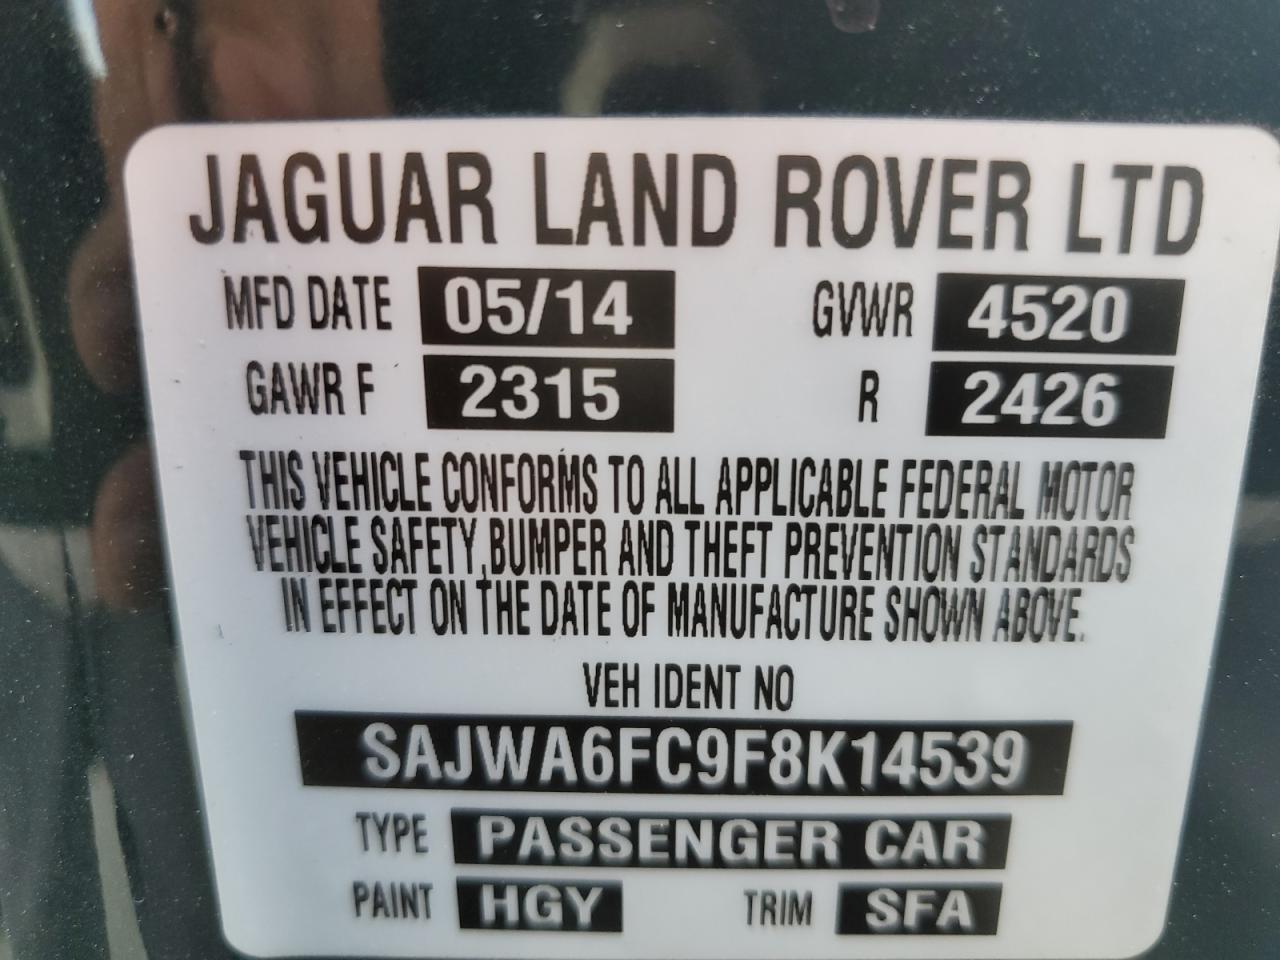 JAGUAR LAND ROVER LTD
MFD DATE 05/14 GVWR 4520
GAWR F 2315 R 2426
THIS VEHICLE CONFORMS TO ALL APPLICABLE FEDERAL MOTOR
VEHICLE SAFETY, BUMPER AND THEFT PREVENTION STANDARDS
IN EFFECT ON THE DATE OF MANUFACTURE SHOWN ABOVE.
VEH IDENT NO
SAJWA6FC9F8K14539
TYPE PASSENGER CAR
PAINT HGY TRIM SFA